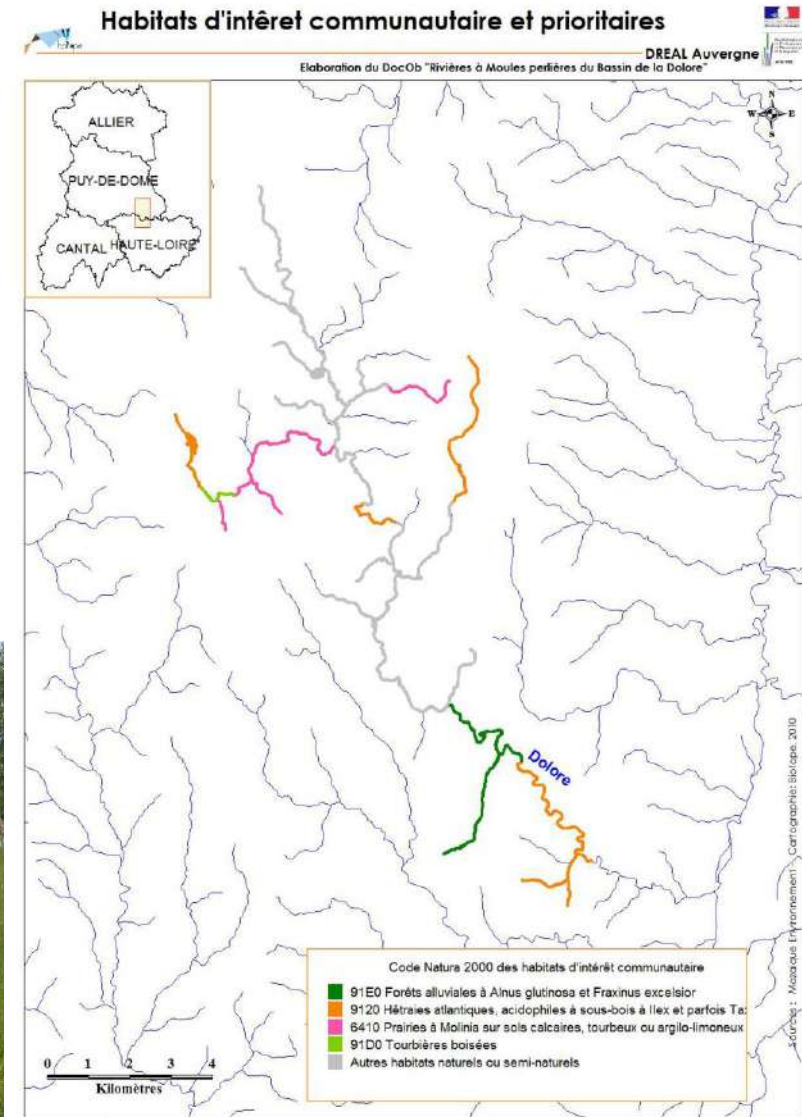 Habitats d'intêret communautaire et prioritaires
biotope
DREAL Auvergne
Elaboration du DocOb "Rivières à Moules perlières du Bassin de la Dolore"
N
W E
S
ALLIER
PUY-DE-DOME
CANTAL
HAUTE-LOIRE
Dolore
Code Natura 2000 des habitats d'intérêt communautaire
91E0 Forêts alluviales à Alnus glutinosa et Fraxinus excelsior
9120 Hêtraies atlantiques, acidophiles à sous-bois à Ilex et parfois Ta
6410 Prairies à Molinia sur sols calcaires, tourbeux ou argilo-limoneux
91D0 Tourbières boisées
Autres habitats naturels ou semi-naturels
0 1 2 3 4
Kilomètres
Sources : Mozaïque Environnement - Cartographie: Biotope, 2010